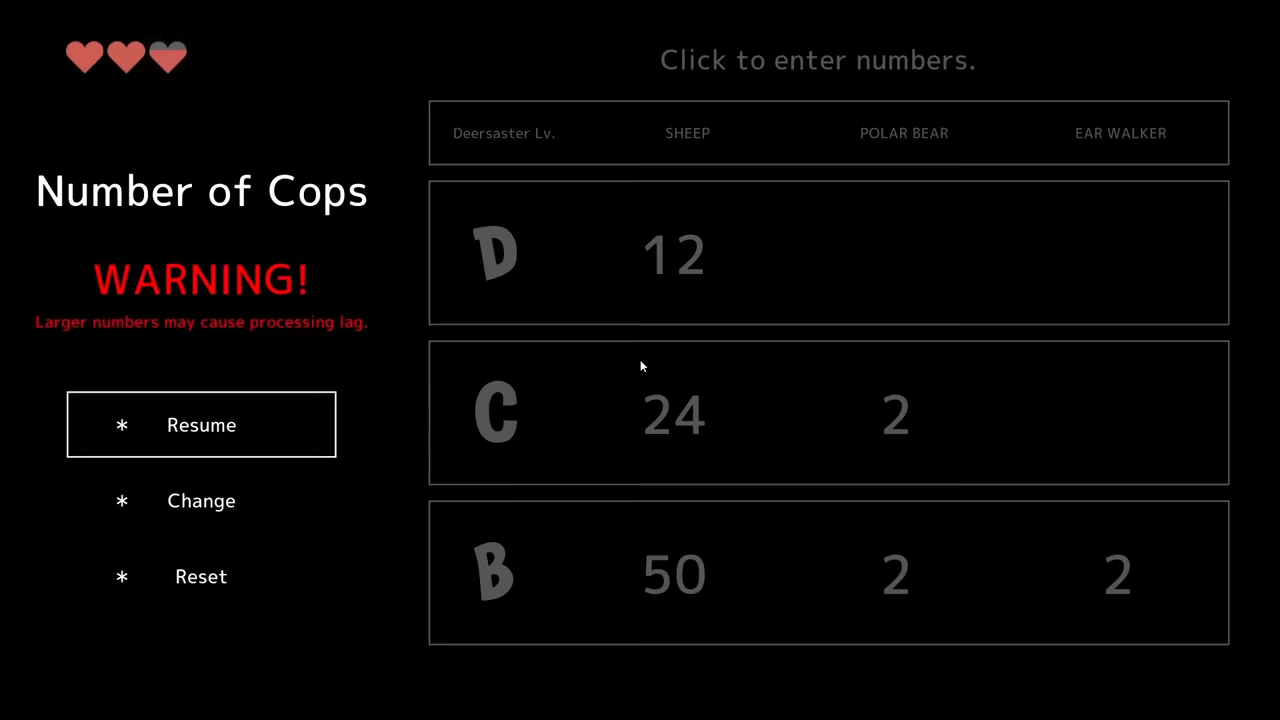 Click to enter numbers.
Deersaster Lv. SHEEP POLAR BEAR EAR WALKER
Number of Cops
D 12
WARNING!
Larger numbers may cause processing lag.
C 24 2
* Resume
* Change
B 50 2 2
* Reset